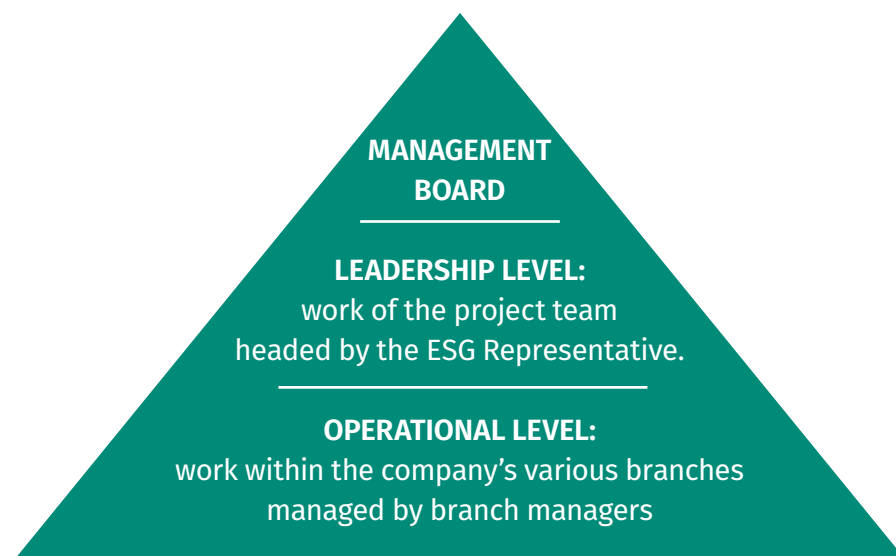 MANAGEMENT
BOARD
LEADERSHIP LEVEL:
work of the project team
headed by the ESG Representative.
OPERATIONAL LEVEL:
work within the company’s various branches
managed by branch managers